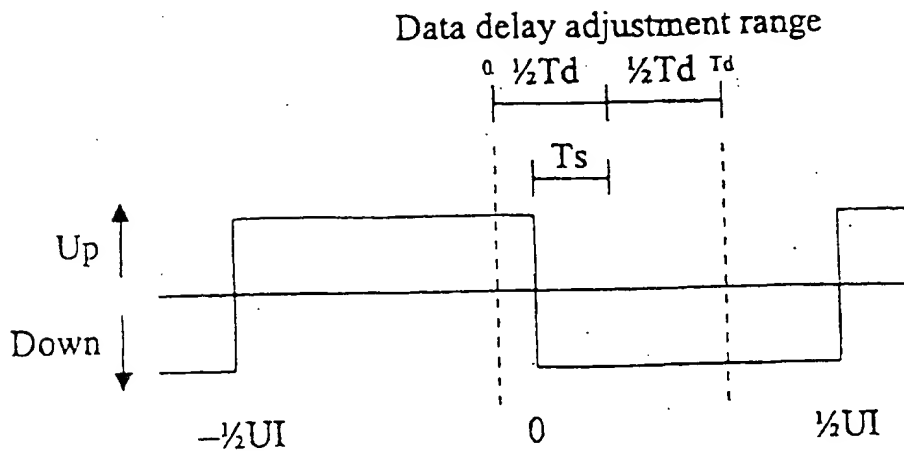 Data delay adjustment range
0 ½Td ½Td Td
Ts
Up
Down
–½UI 0 ½UI